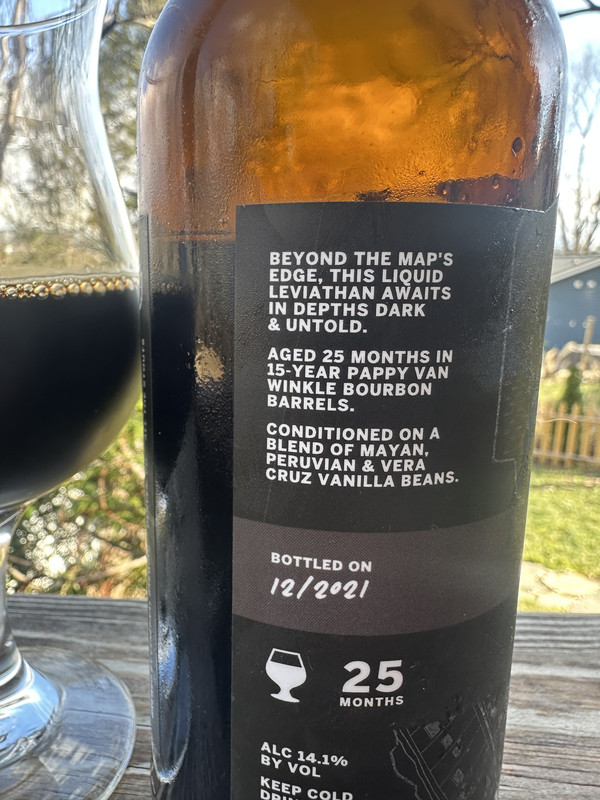 BEYOND THE MAP'S
EDGE, THIS LIQUID
LEVIATHAN AWAITS
IN DEPTHS DARK
& UNTOLD.
AGED 25 MONTHS IN
15-YEAR PAPPY VAN
WINKLE BOURBON
BARRELS.
CONDITIONED ON A
BLEND OF MAYAN,
PERUVIAN & VERA
CRUZ VANILLA BEANS.
BOTTLED ON
12/2021
25
MONTHS
ALC 14.1%
BY VOL
KEEP COLD